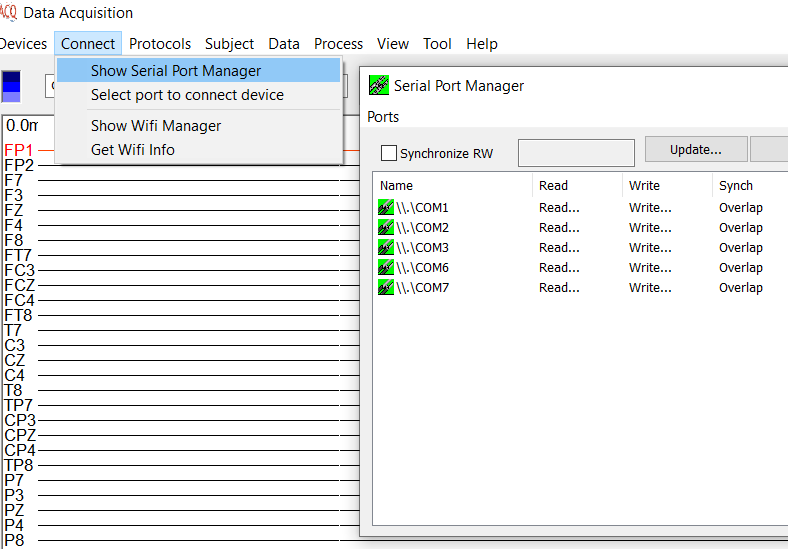 ACQ Data Acquisition
Devices Connect Protocols Subject Data Process View Tool Help
Show Serial Port Manager
Select port to connect device
Show Wifi Manager
Get Wifi Info
0.0m
FP1
FP2
F7
F3
FZ
F4
F8
FT7
FC3
FCZ
FC4
FT8
T7
C3
CZ
C4
T8
TP7
CP3
CPZ
CP4
TP8
P7
P3
PZ
P4
P8
Serial Port Manager
Ports
Synchronize RW Update...
Name Read Write Synch
\\.\COM1 Read... Write... Overlap
\\.\COM2 Read... Write... Overlap
\\.\COM3 Read... Write... Overlap
\\.\COM6 Read... Write... Overlap
\\.\COM7 Read... Write... Overlap